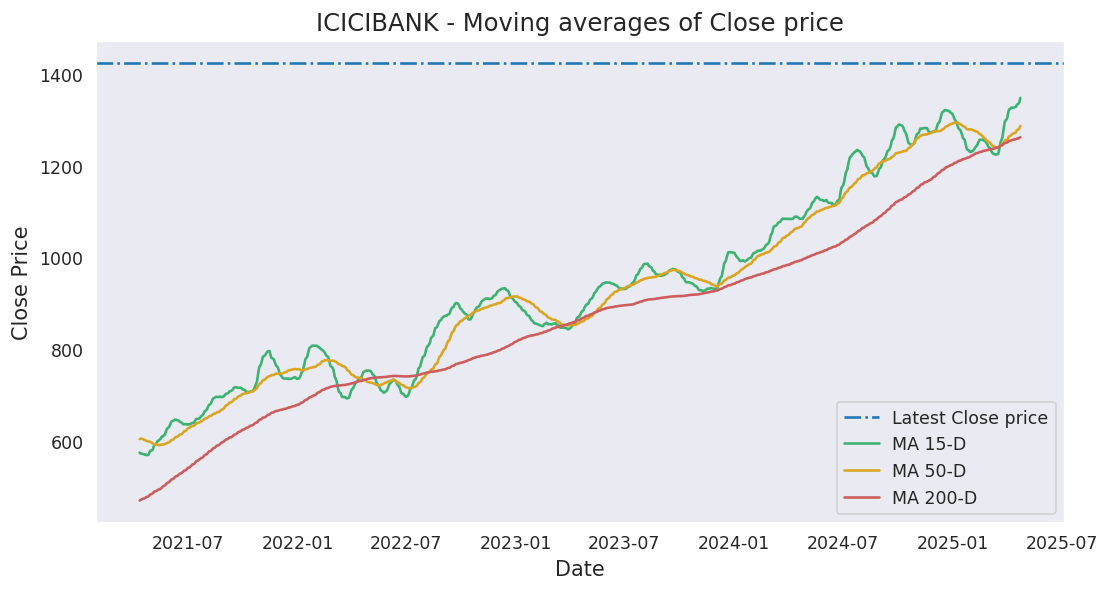 ICICIBANK - Moving averages of Close price
Close Price
1400
1200
1000
800
600
Latest Close price
MA 15-D
MA 50-D
MA 200-D
2021-07
2022-01
2022-07
2023-01
2023-07
2024-01
2024-07
2025-01
2025-07
Date